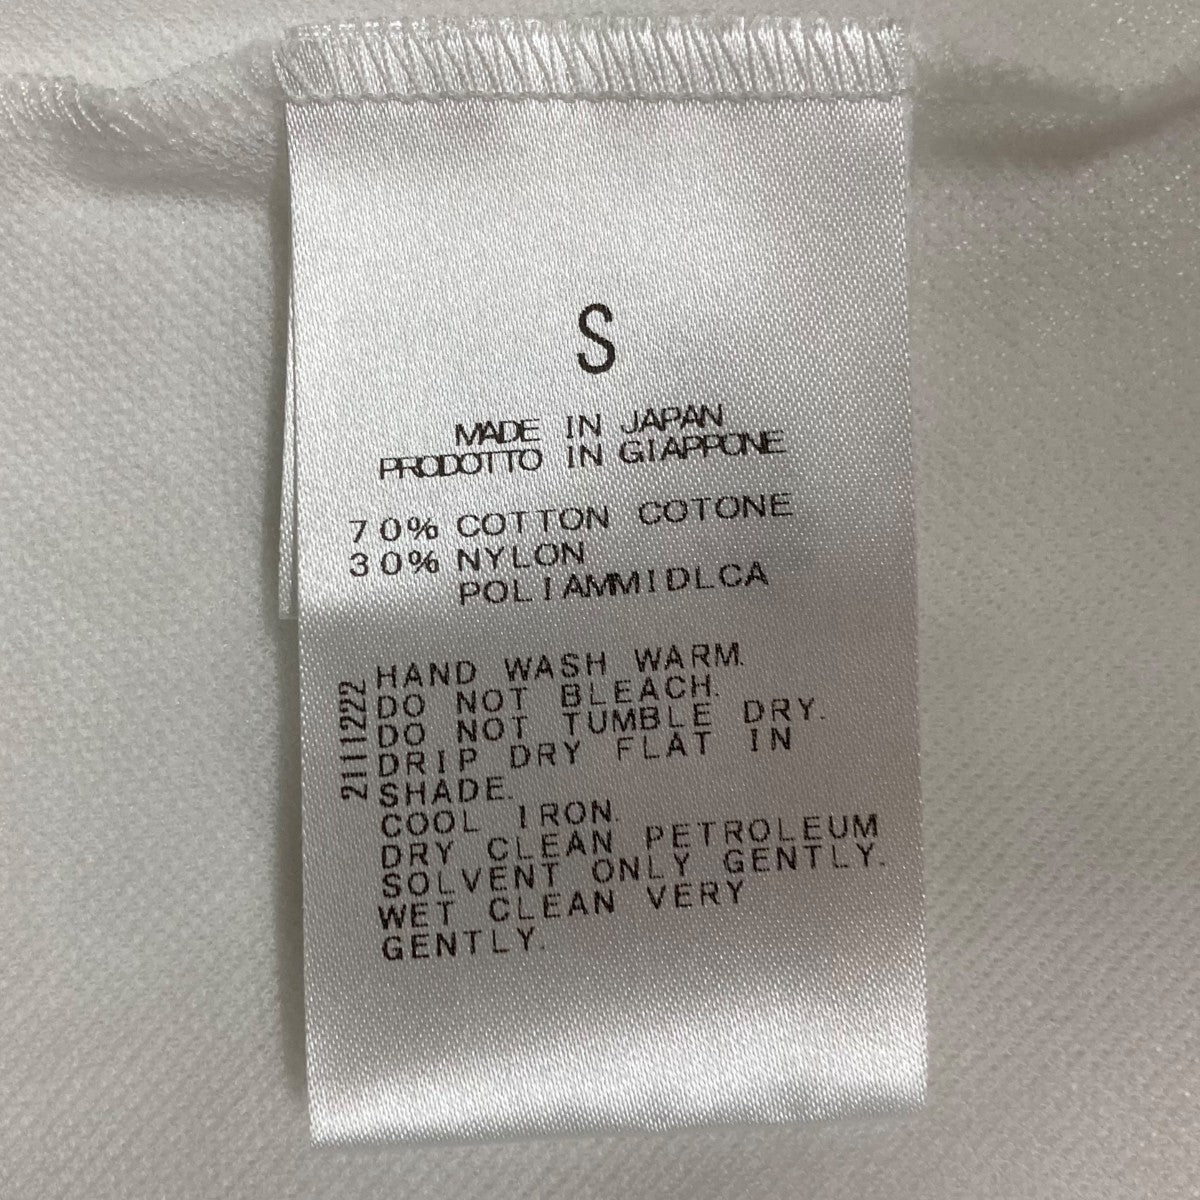 S
MADE IN JAPAN
PRODOTTO IN GIAPPONE
70% COTTON COTONE
30% NYLON
POLIAMMIDLCA
HAND WASH WARM.
DO NOT BLEACH.
DO NOT TUMBLE DRY.
DRIP DRY FLAT IN
SHADE.
COOL IRON.
DRY CLEAN PETROLEUM
SOLVENT ONLY GENTLY.
WET CLEAN VERY
GENTLY.
2111222